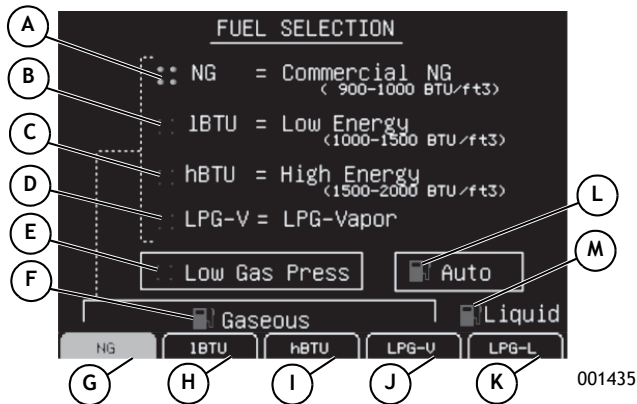 A
FUEL SELECTION
NG = Commercial NG
( 900-1000 BTU/ft3)
B
lBTU = Low Energy
(1000-1500 BTU/ft3)
C
hBTU = High Energy
(1500-2000 BTU/ft3)
D
LPG-V = LPG-Vapor
L
E
Low Gas Press
Auto
M
F
Gaseous
Liquid
NG lBTU hBTU LPG-V LPG-L
G H I J K
001435